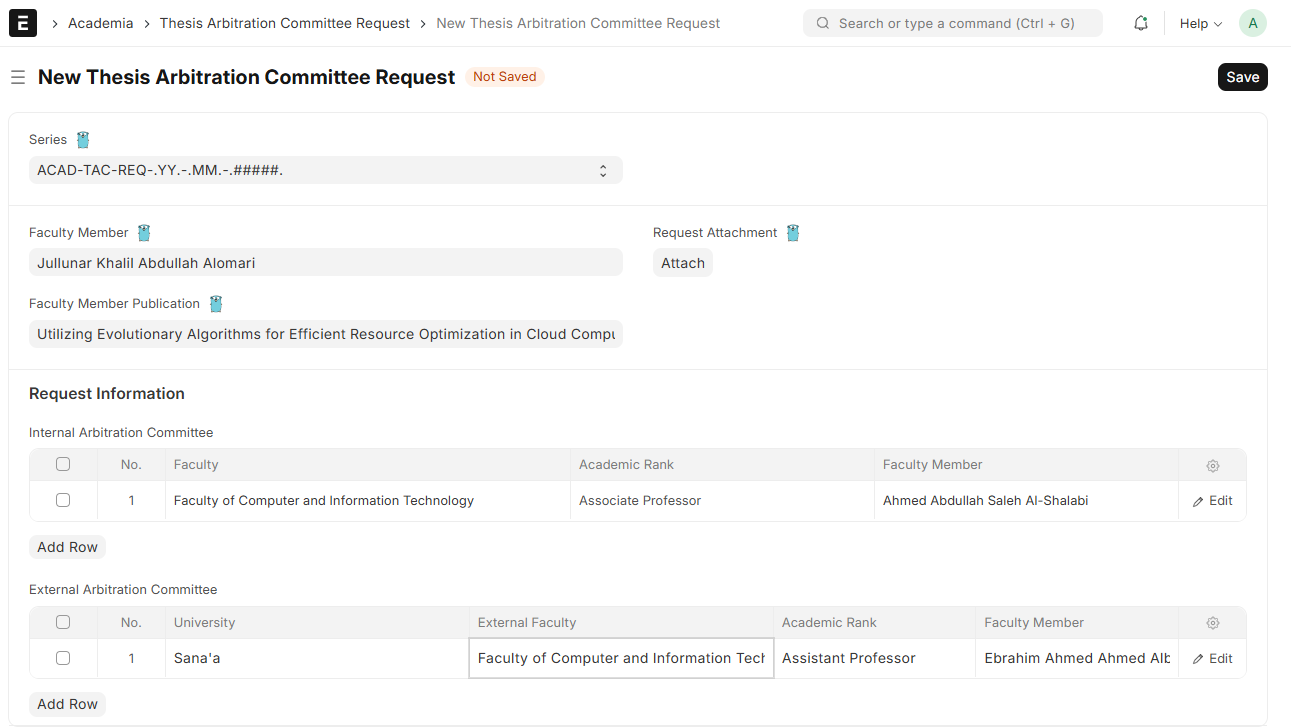 Academia > Thesis Arbitration Committee Request > New Thesis Arbitration Committee Request
Search or type a command (Ctrl + G)
Help
A
New Thesis Arbitration Committee Request
Not Saved
Save
Series
ACAD-TAC-REQ-.YY.-.MM.-.#####.
Faculty Member
Request Attachment
Jullunar Khalil Abdullah Alomari
Attach
Faculty Member Publication
Utilizing Evolutionary Algorithms for Efficient Resource Optimization in Cloud Compu
Request Information
Internal Arbitration Committee
No. Faculty Academic Rank Faculty Member
1 Faculty of Computer and Information Technology Associate Professor Ahmed Abdullah Saleh Al-Shalabi Edit
Add Row
External Arbitration Committee
No. University External Faculty Academic Rank Faculty Member
1 Sana'a Faculty of Computer and Information Tech Assistant Professor Ebrahim Ahmed Ahmed Alb Edit
Add Row